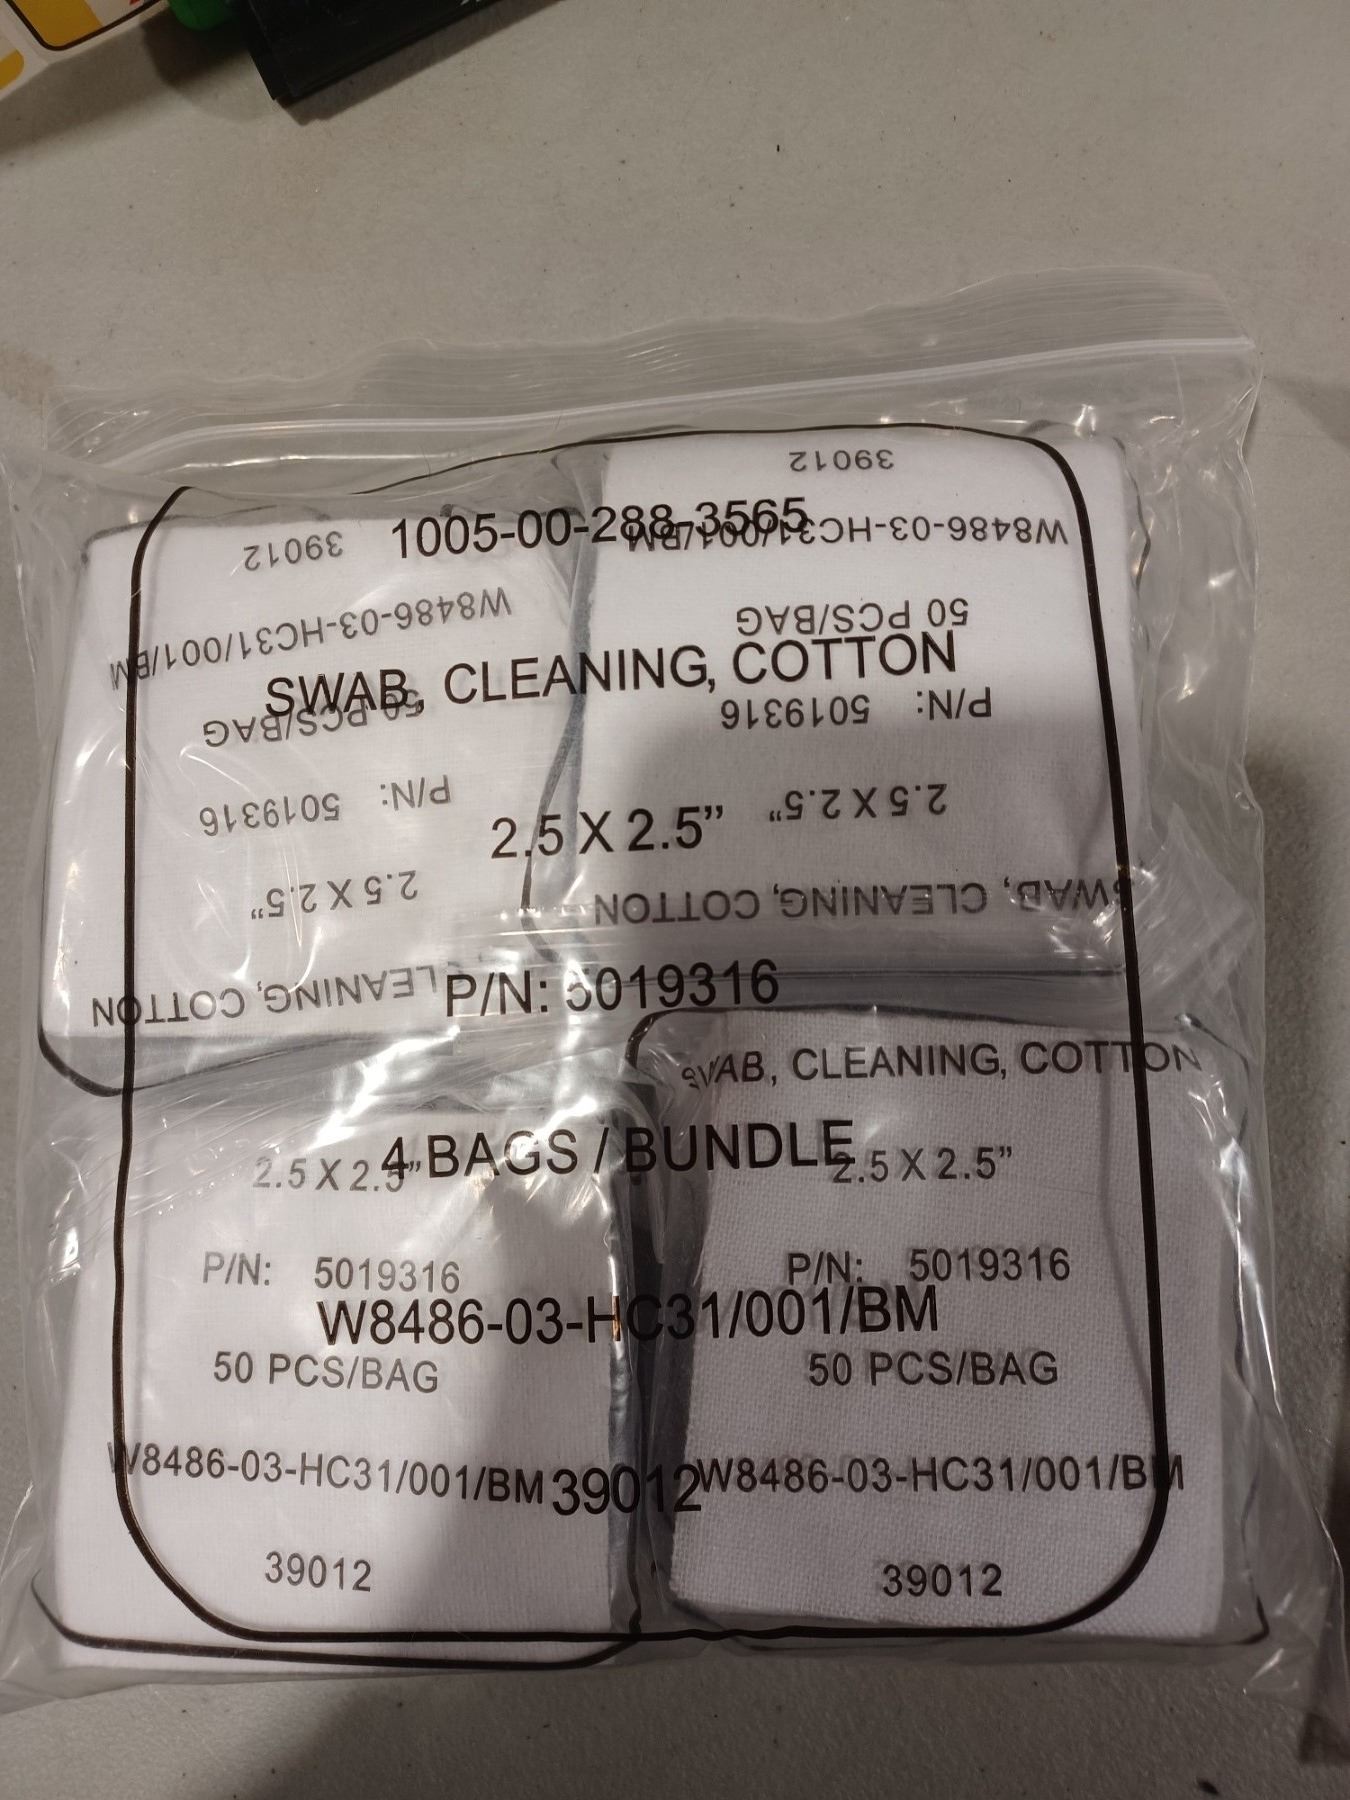 1005-00-288-3565
SWAB, CLEANING, COTTON
2.5 X 2.5”
P/N: 5019316
4 BAGS / BUNDLE
W8486-03-HC31/001/BM
39012
39012
W8486-03-HC31/001/BM
50 PCS/BAG
P/N: 5019316
2.5 X 2.5”
LEANING, COTTON
39012
W8486-03-HC31/001/BM
50 PCS/BAG
P/N: 5019316
2.5 X 2.5”
SWAB, CLEANING, COTTON
2.5 X 2.5”
P/N: 5019316
50 PCS/BAG
W8486-03-HC31/001/BM
39012
SWAB, CLEANING, COTTON
2.5 X 2.5”
P/N: 5019316
50 PCS/BAG
W8486-03-HC31/001/BM
39012